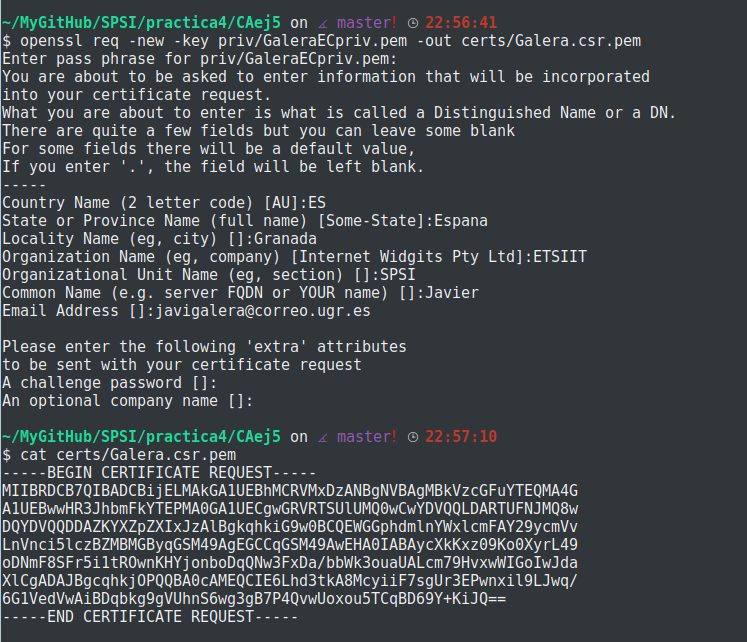 ~/MyGitHub/SPSI/practica4/CAej5 on master! 22:56:41
$ openssl req -new -key priv/GaleraECpriv.pem -out certs/Galera.csr.pem
Enter pass phrase for priv/GaleraECpriv.pem:
You are about to be asked to enter information that will be incorporated
into your certificate request.
What you are about to enter is what is called a Distinguished Name or a DN.
There are quite a few fields but you can leave some blank
For some fields there will be a default value,
If you enter '.', the field will be left blank.
-----
Country Name (2 letter code) [AU]:ES
State or Province Name (full name) [Some-State]:Espana
Locality Name (eg, city) []:Granada
Organization Name (eg, company) [Internet Widgits Pty Ltd]:ETSIIT
Organizational Unit Name (eg, section) []:SPSI
Common Name (e.g. server FQDN or YOUR name) []:Javier
Email Address []:javigalera@correo.ugr.es
Please enter the following 'extra' attributes
to be sent with your certificate request
A challenge password []:
An optional company name []:
~/MyGitHub/SPSI/practica4/CAej5 on master! 22:57:10
$ cat certs/Galera.csr.pem
-----BEGIN CERTIFICATE REQUEST-----
MIIBRDCB7QIBADCBijELMAkGA1UEBhMCRVMxDzANBgNVBAgMBkVzcGFuYTEQMA4G
A1UEBwwHR3JhbmFkYTEPMA0GA1UECgwGRVRTSUlUMQ0wCwYDVQQLDARTUFNJMQ8w
DQYDVQQDDAZKYXZpZXIxJzAlBgkqhkiG9w0BCQEWGGphdmlnYWxlcmFAY29ycmVv
LnVnci5lczBZMBMGByqGSM49AgEGCCqGSM49AwEHA0IABAycXkKxz09Ko0XyrL49
oDNmF8SFr5i1tROwnKHYjonboDqQNw3FxDa/bbWk3ouaUALcm79HvxwWIGoIwJda
XlCgADAJBgcqhkjOPQQBA0cAMEQCIE6Lhd3tkA8McyiiF7sgUr3EPwnxil9LJwq/
6G1VedVwAiBDqbkg9gVUhnS6wg3gB7P4QvwUoxou5TCqBD69Y+KiJQ==
-----END CERTIFICATE REQUEST-----